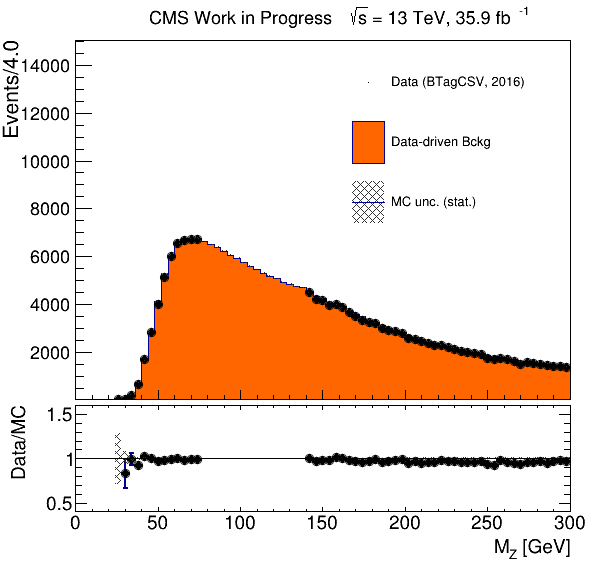 CMS Work in Progress √s = 13 TeV, 35.9 fb⁻¹
Events/4.0
14000
12000
10000
8000
6000
4000
2000
Data (BTagCSV, 2016)
Data-driven Bckg
MC unc. (stat.)
Data/MC
1.5
1
0.5
0 50 100 150 200 250 300
M_Z [GeV]